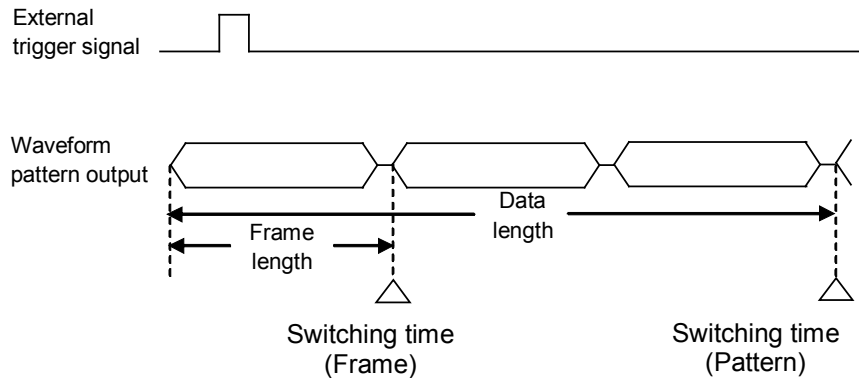 External
trigger signal
Waveform
pattern output
Data
length
Frame
length
Switching time
(Frame)
Switching time
(Pattern)